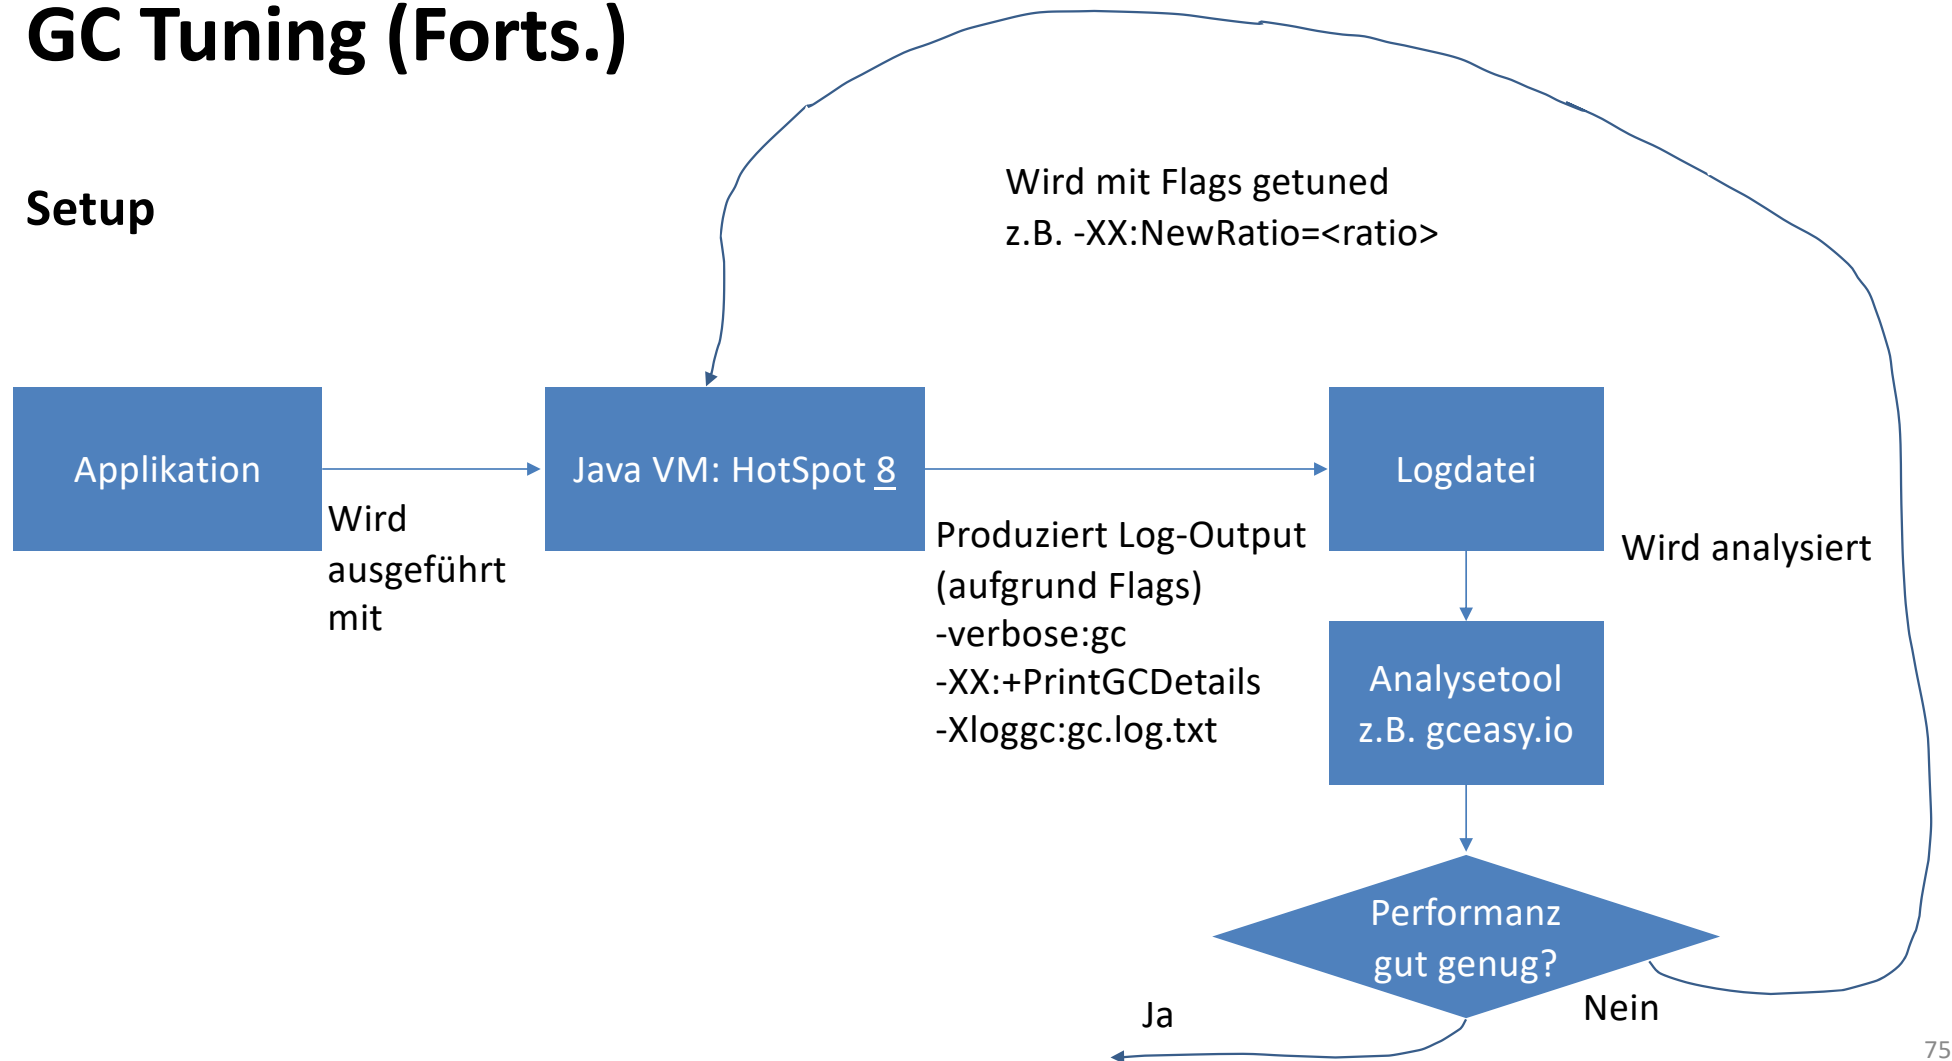 GC Tuning (Forts.)
Setup
Wird mit Flags getuned
z.B. -XX:NewRatio=<ratio>
Applikation
Wird
ausgeführt
mit
Java VM: HotSpot 8
Produziert Log-Output
(aufgrund Flags)
-verbose:gc
-XX:+PrintGCDetails
-Xloggc:gc.log.txt
Logdatei
Wird analysiert
Analysetool
z.B. gceasy.io
Performanz
gut genug?
Ja
Nein
75